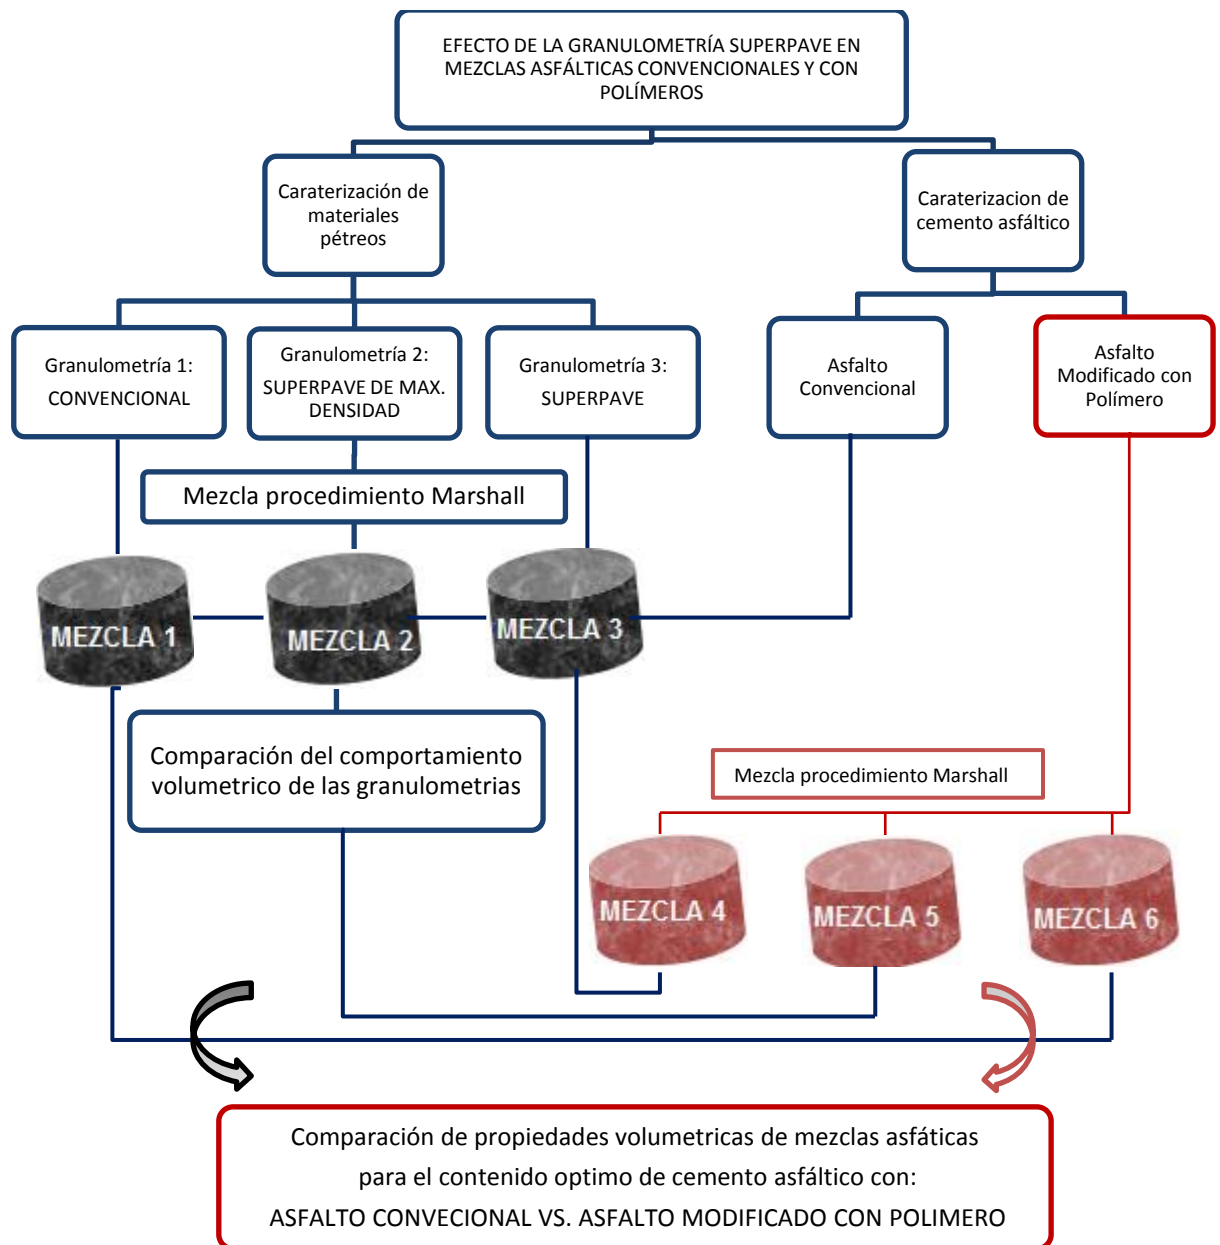 EFECTO DE LA GRANULOMETRÍA SUPERPAVE EN
MEZCLAS ASFÁLTICAS CONVENCIONALES Y CON
POLÍMEROS
Caraterización de
materiales
pétreos
Caraterizacion de
cemento asfáltico
Granulometría 1:
CONVENCIONAL
Granulometría 2:
SUPERPAVE DE MAX.
DENSIDAD
Granulometría 3:
SUPERPAVE
Asfalto
Convencional
Asfalto
Modificado con
Polímero
Mezcla procedimiento Marshall
MEZCLA 1
MEZCLA 2
MEZCLA 3
Comparación del comportamiento
volumetrico de las granulometrias
Mezcla procedimiento Marshall
MEZCLA 4
MEZCLA 5
MEZCLA 6
Comparación de propiedades volumetricas de mezclas asfáticas
para el contenido optimo de cemento asfáltico con:
ASFALTO CONVECIONAL VS. ASFALTO MODIFICADO CON POLIMERO